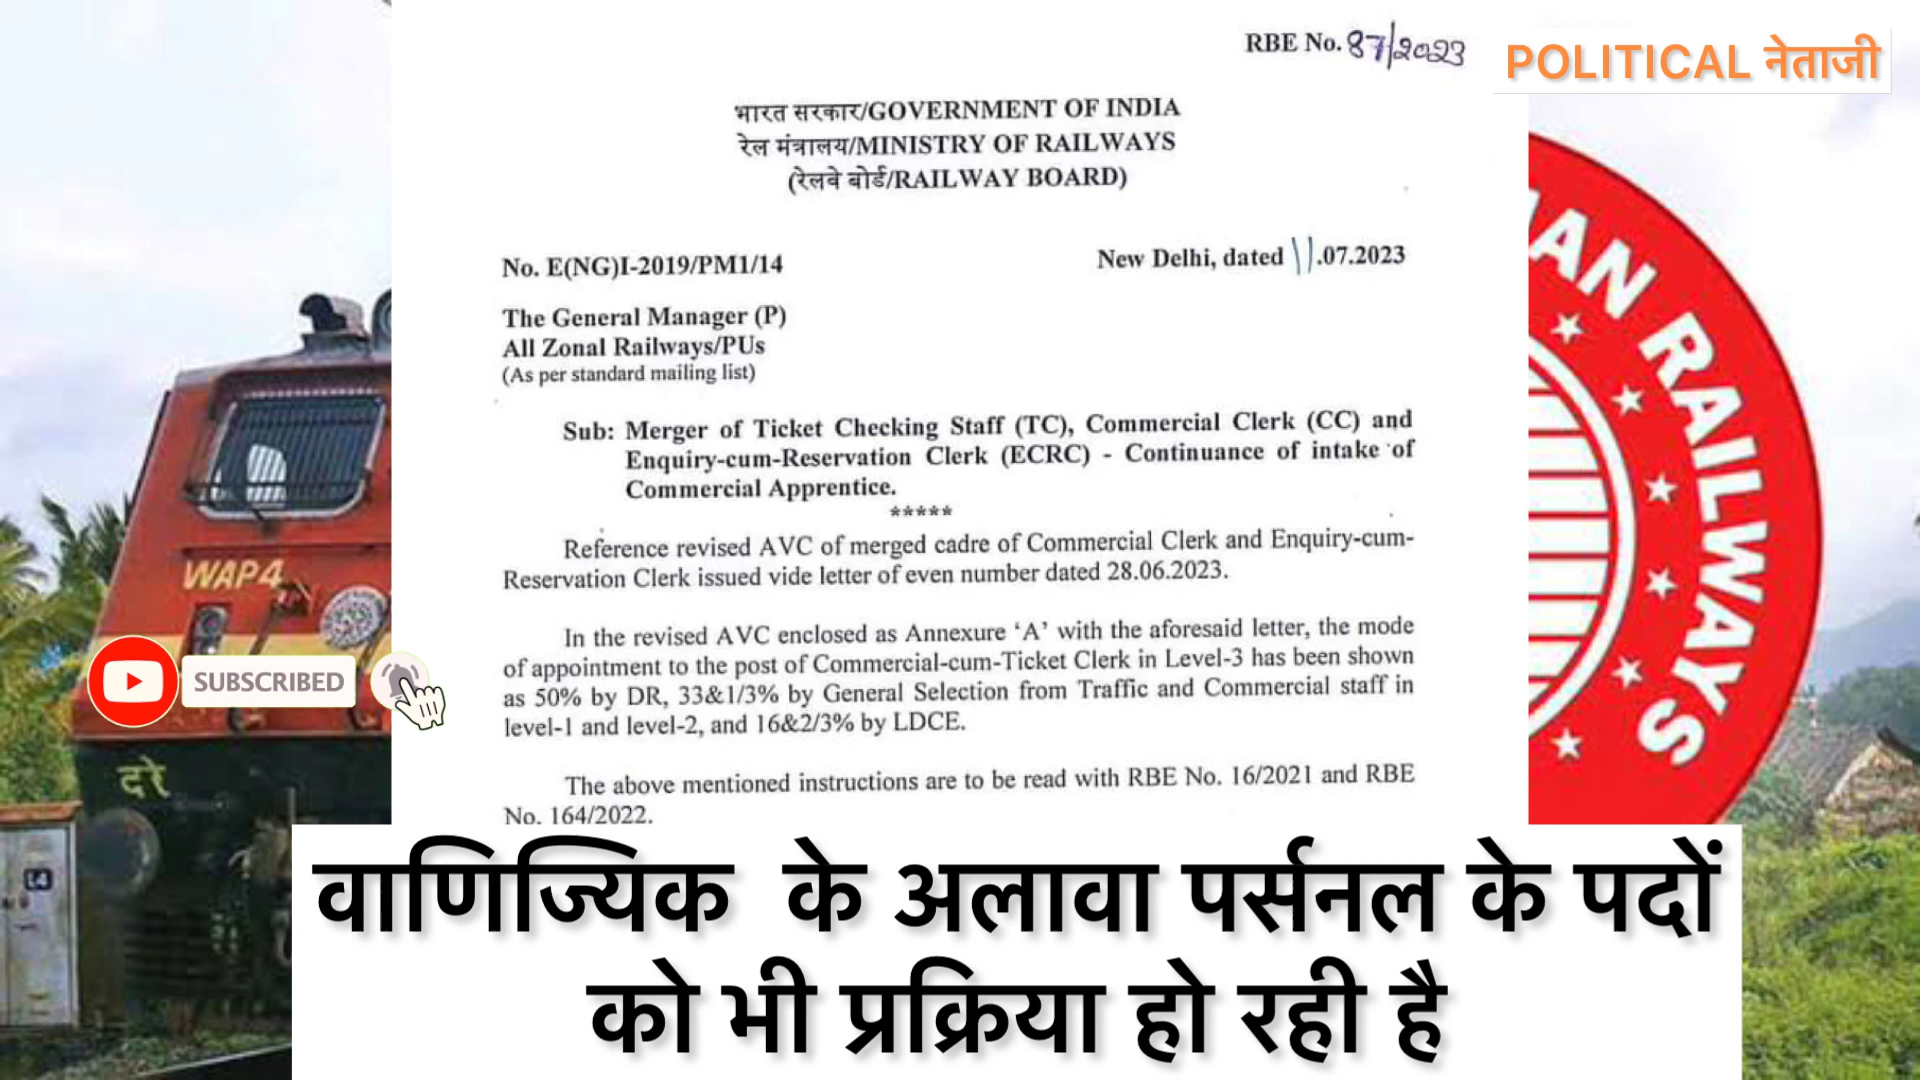 RBE No. 87/2023
POLITICAL नेताजी
भारत सरकार/GOVERNMENT OF INDIA
रेल मंत्रालय/MINISTRY OF RAILWAYS
(रेलवे बोर्ड/RAILWAY BOARD)
No. E(NG)I-2019/PM1/14
New Delhi, dated 11.07.2023
The General Manager (P)
All Zonal Railways/PUs
(As per standard mailing list)
Sub: Merger of Ticket Checking Staff (TC), Commercial Clerk (CC) and
Enquiry-cum-Reservation Clerk (ECRC) - Continuance of intake of
Commercial Apprentice.
*****
Reference revised AVC of merged cadre of Commercial Clerk and Enquiry-cum-
Reservation Clerk issued vide letter of even number dated 28.06.2023.
In the revised AVC enclosed as Annexure ‘A’ with the aforesaid letter, the mode
of appointment to the post of Commercial-cum-Ticket Clerk in Level-3 has been shown
as 50% by DR, 33&1/3% by General Selection from Traffic and Commercial staff in
level-1 and level-2, and 16&2/3% by LDCE.
The above mentioned instructions are to be read with RBE No. 16/2021 and RBE
No. 164/2022.
WAP4
SUBSCRIBED
दरे
L4
IAN RAILWAYS
वाणिज्यिक के अलावा पर्सनल के पदों
को भी प्रक्रिया हो रही है